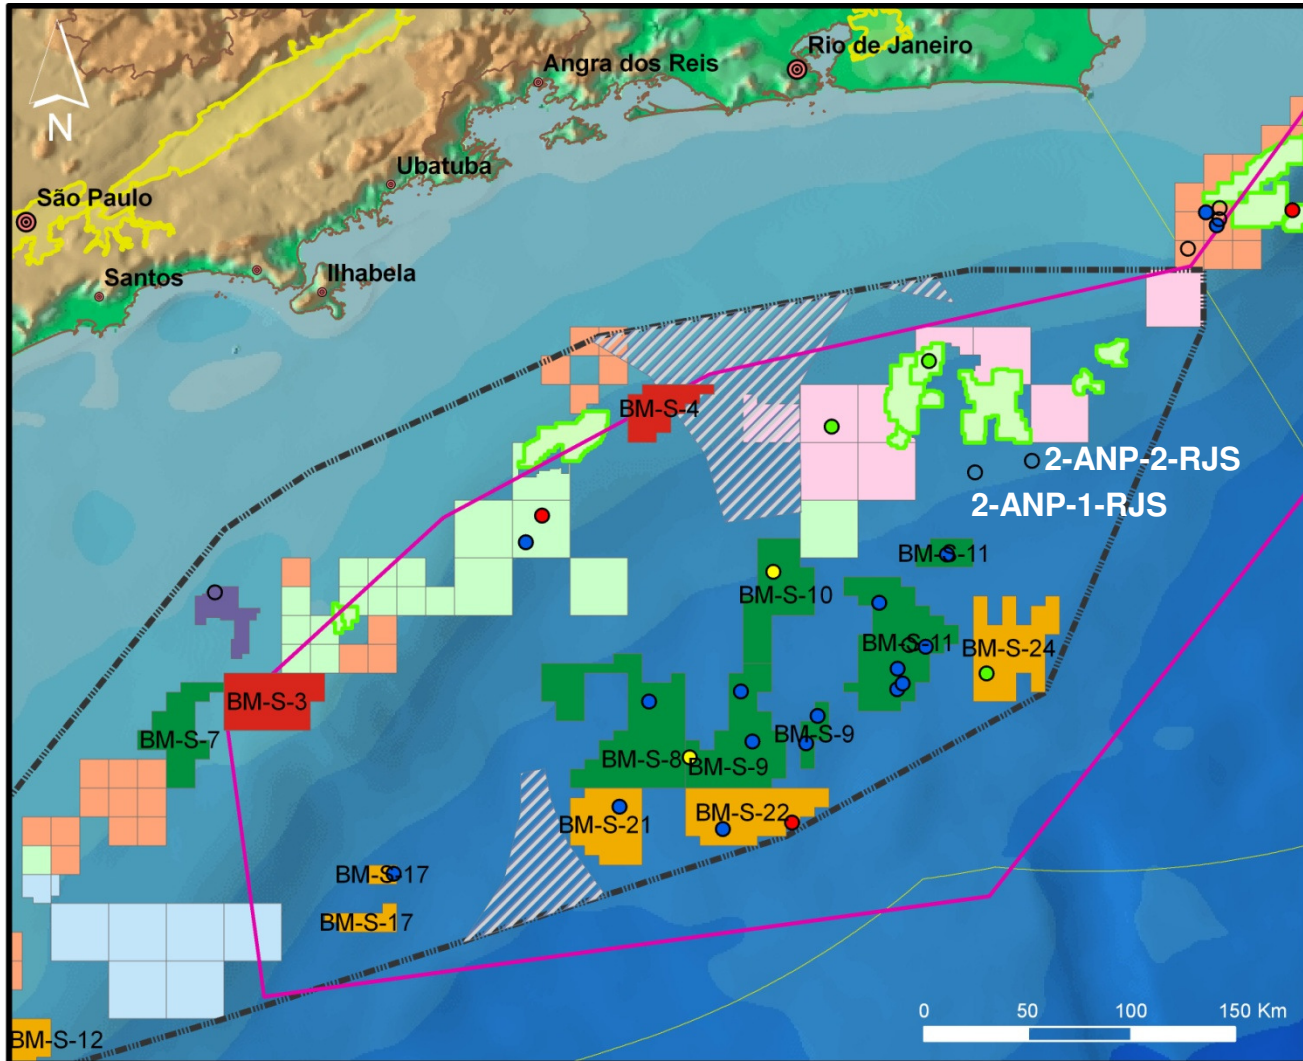 Rio de Janeiro
Angra dos Reis
N
Ubatuba
São Paulo
Ilhabela
Santos
BM-S-4
2-ANP-2-RJS
2-ANP-1-RJS
BM-S-11
BM-S-10
BM-S-11
BM-S-24
BM-S-3
BM-S-7
BM-S-9
BM-S-8
BM-S-9
BM-S-22
BM-S-21
BM-S-17
BM-S-17
0 50 100 150 Km
BM-S-12